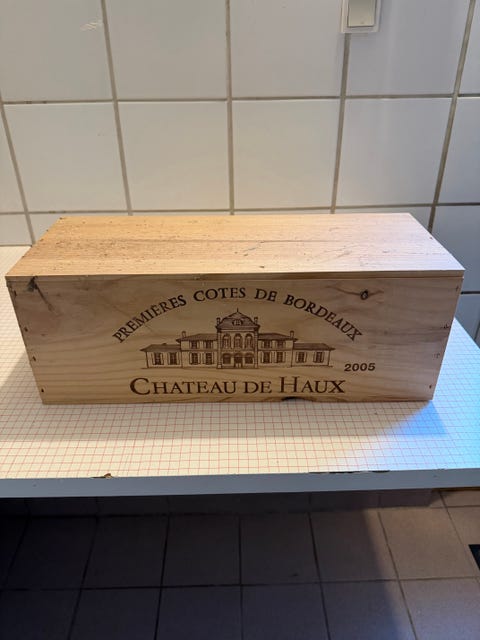 PREMIERES COTES DE BORDEAUX
2005
CHATEAU DE HAUX